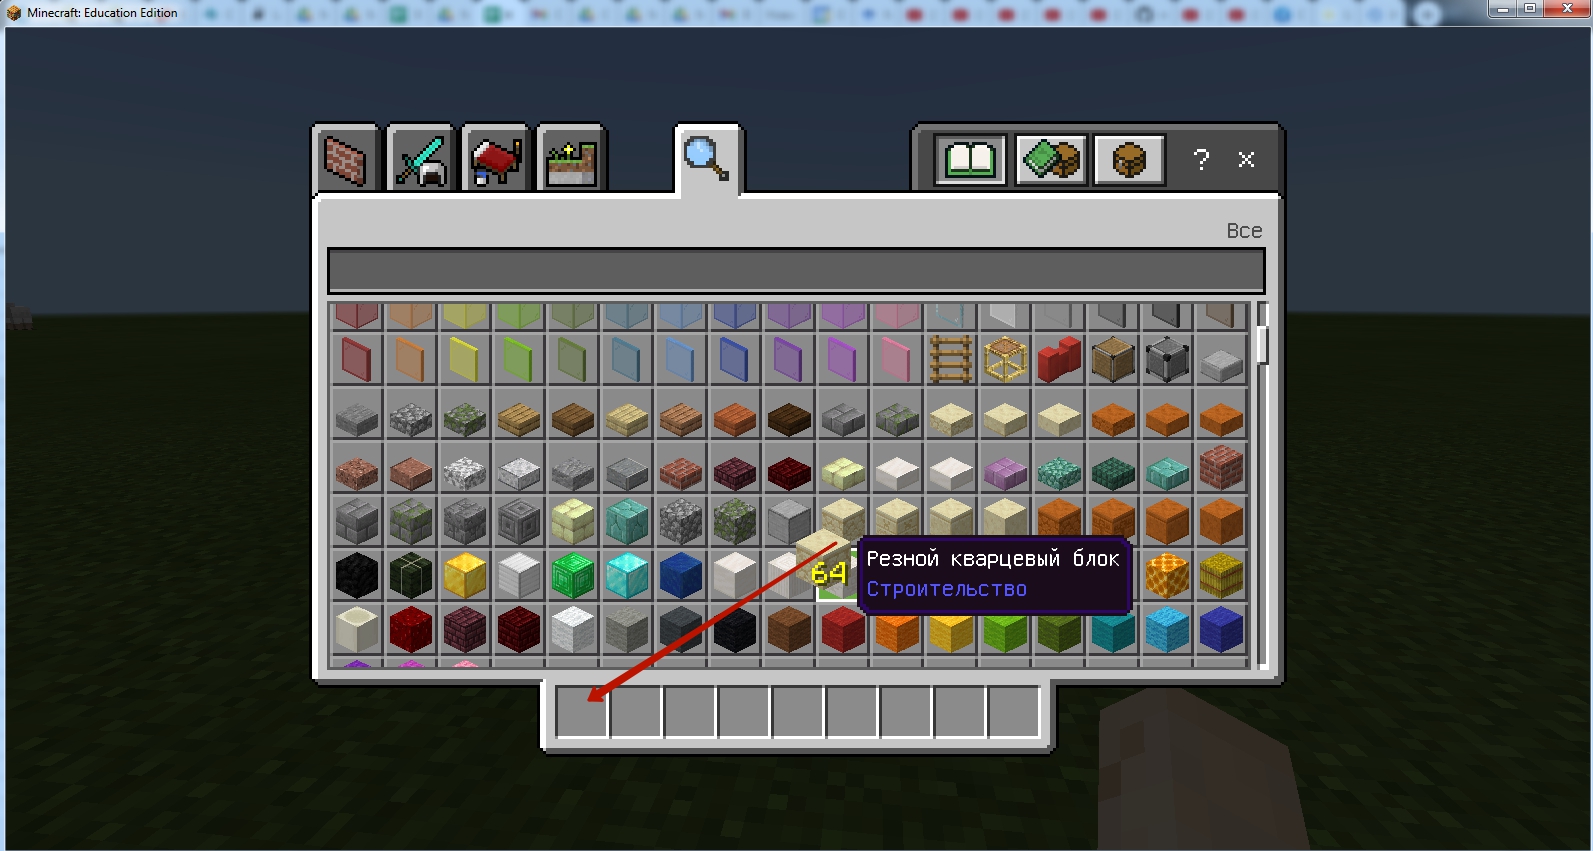 Minecraft: Education Edition
? ×
Все
64
Резной кварцевый блок
Строительство